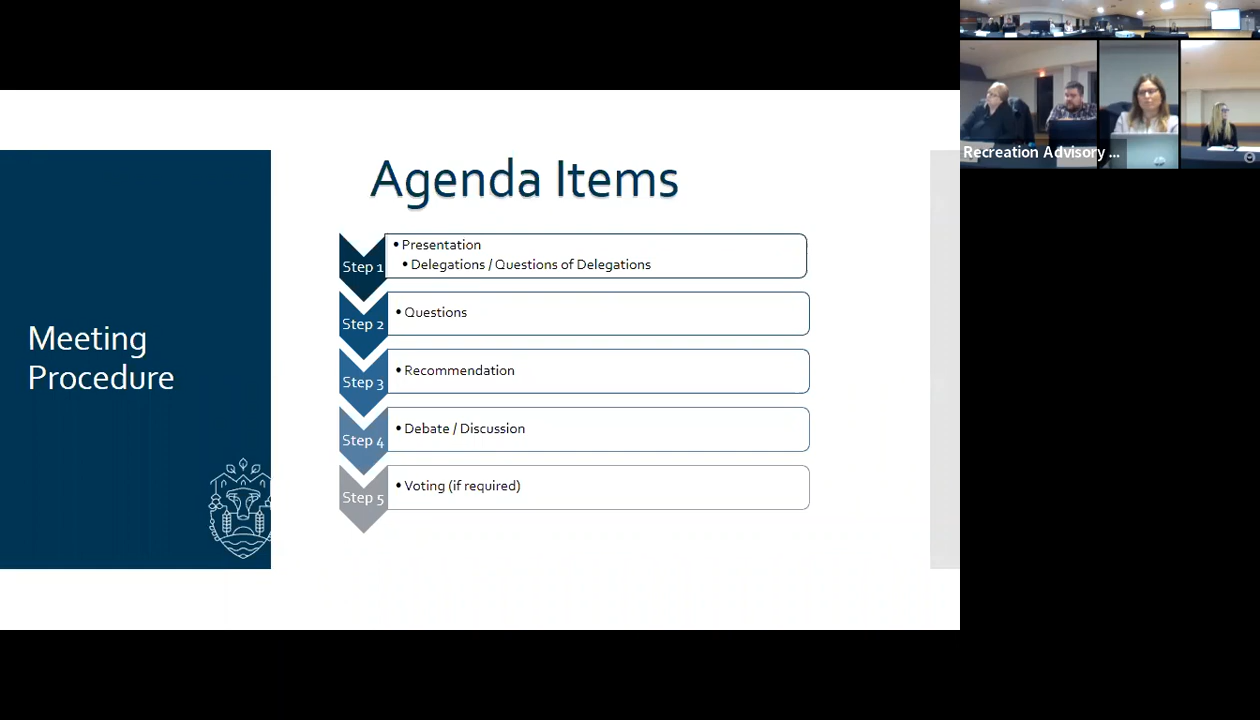 Meeting
Procedure
Agenda Items
Step 1
• Presentation
• Delegations / Questions of Delegations
Step 2
• Questions
Step 3
• Recommendation
Step 4
• Debate / Discussion
Step 5
• Voting (if required)
Recreation Advisory ...